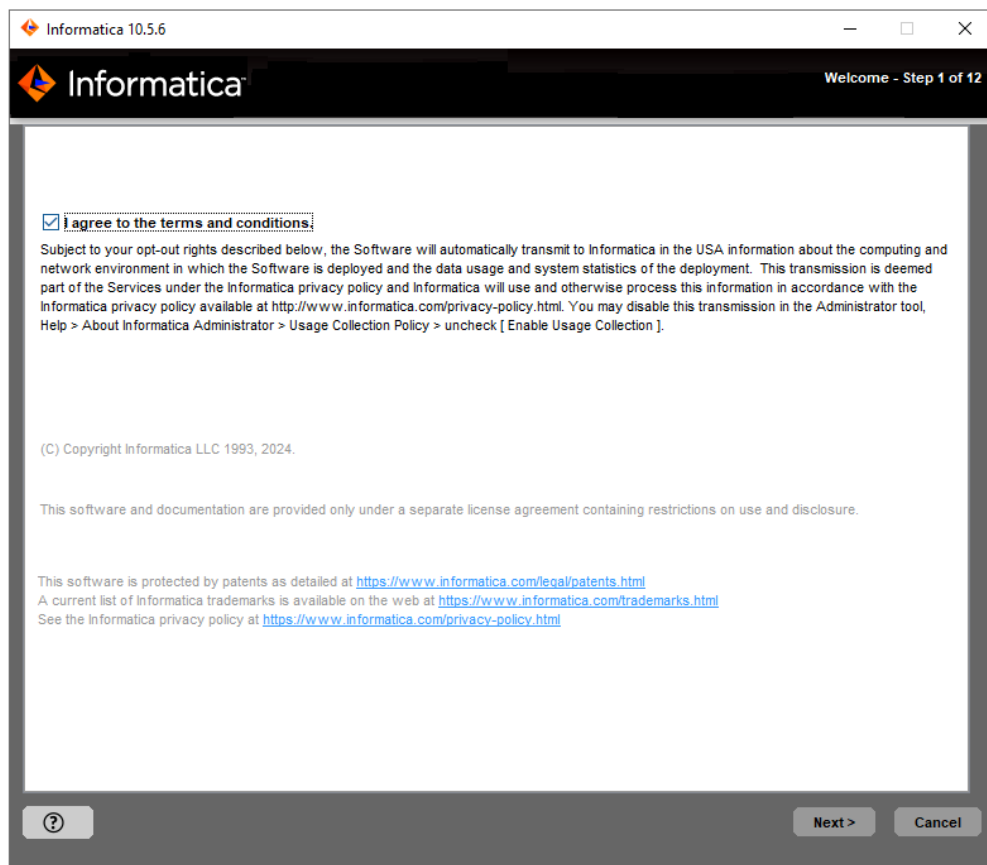 Informatica 10.5.6
Informatica
Welcome - Step 1 of 12
I agree to the terms and conditions.
Subject to your opt-out rights described below, the Software will automatically transmit to Informatica in the USA information about the computing and
network environment in which the Software is deployed and the data usage and system statistics of the deployment.  This transmission is deemed
part of the Services under the Informatica privacy policy and Informatica will use and otherwise process this information in accordance with the
Informatica privacy policy available at http://www.informatica.com/privacy-policy.html. You may disable this transmission in the Administrator tool,
Help > About Informatica Administrator > Usage Collection Policy > uncheck [ Enable Usage Collection ].
(C) Copyright Informatica LLC 1993, 2024.
This software and documentation are provided only under a separate license agreement containing restrictions on use and disclosure.
This software is protected by patents as detailed at https://www.informatica.com/legal/patents.html
A current list of Informatica trademarks is available on the web at https://www.informatica.com/trademarks.html
See the Informatica privacy policy at https://www.informatica.com/privacy-policy.html
?
Next >
Cancel